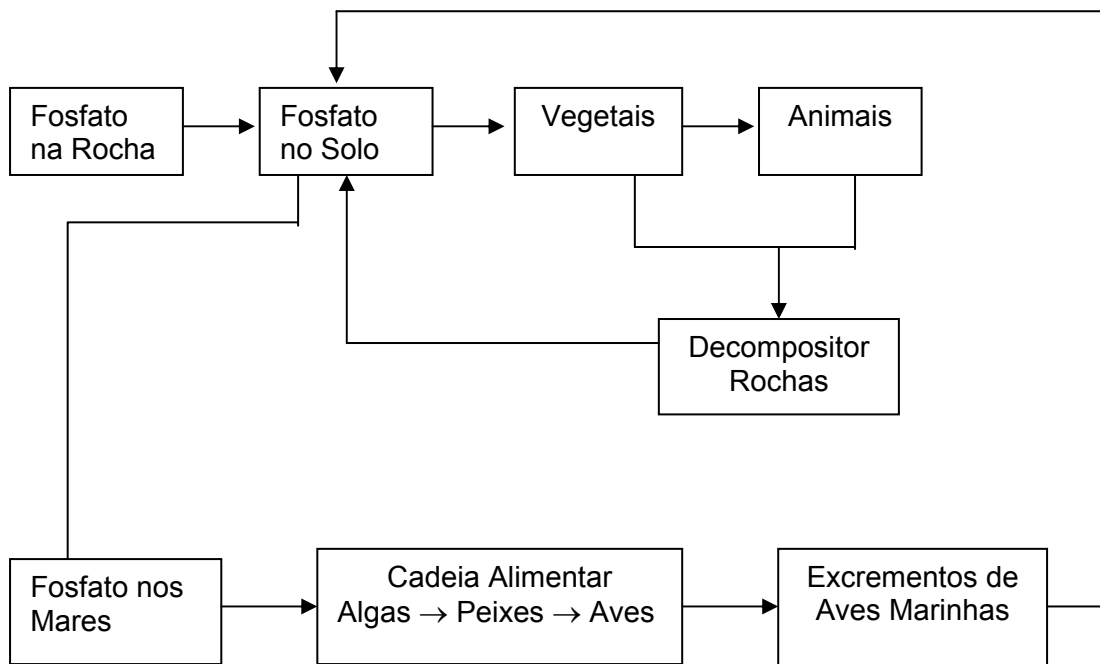 Fosfato
na Rocha
Fosfato
no Solo
Vegetais
Animais
Decompositor
Rochas
Fosfato nos
Mares
Cadeia Alimentar
Algas → Peixes → Aves
Excrementos de
Aves Marinhas